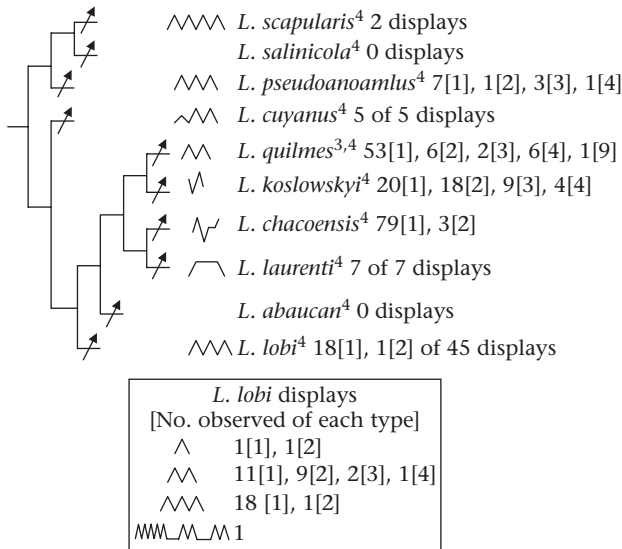 L. scapularis⁴ 2 displays
L. salinicola⁴ 0 displays
L. pseudoanoamlus⁴ 7[1], 1[2], 3[3], 1[4]
L. cuyanus⁴ 5 of 5 displays
L. quilmes³,⁴ 53[1], 6[2], 2[3], 6[4], 1[9]
L. koslowskyi⁴ 20[1], 18[2], 9[3], 4[4]
L. chacoensis⁴ 79[1], 3[2]
L. laurenti⁴ 7 of 7 displays
L. abaucan⁴ 0 displays
L. lobi⁴ 18[1], 1[2] of 45 displays
L. lobi displays
[No. observed of each type]
1[1], 1[2]
11[1], 9[2], 2[3], 1[4]
18 [1], 1[2]
1